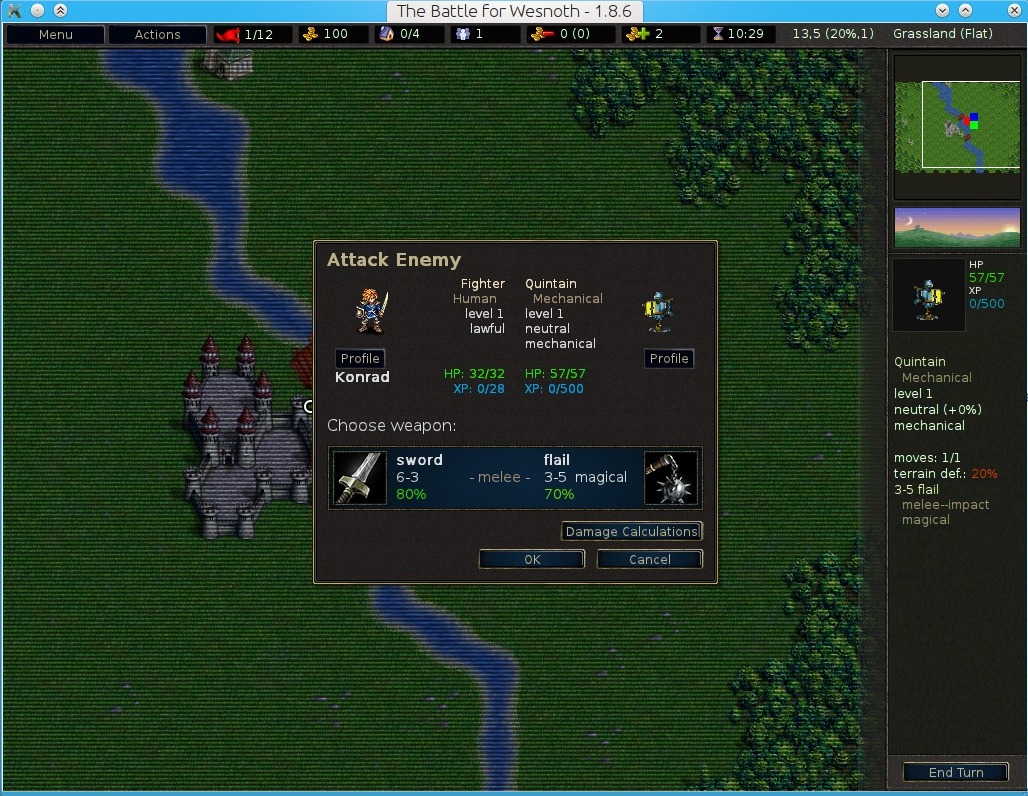 The Battle for Wesnoth - 1.8.6
Menu Actions 1/12 100 0/4 1 0 (0) 2 10:29 13,5 (20%,1) Grassland (Flat)
Attack Enemy
Fighter
Human
level 1
lawful
Quintain
Mechanical
level 1
neutral
mechanical
Profile
Profile
Konrad
HP: 32/32
XP: 0/28
HP: 57/57
XP: 0/500
Choose weapon:
sword
6-3
80%
- melee -
flail
3-5 magical
70%
Damage Calculations
OK
Cancel
HP
57/57
XP
0/500
Quintain
Mechanical
level 1
neutral (+0%)
mechanical
moves: 1/1
terrain def.: 20%
3-5 flail
melee--impact
magical
End Turn